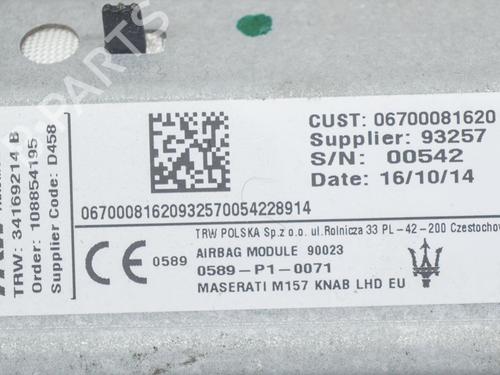 TRW: 34169214 B
Order: 108854195
Supplier Code: D458
CUST: 06700081620
Supplier: 93257
S/N: 00542
Date: 16/10/14
06700081620932570054228914
TRW POLSKA Sp.z o.o. ul.Rolnicza 33 PL-42-200 Czestochow
CE 0589
AIRBAG MODULE 90023
0589-P1-0071
MASERATI M157 KNAB LHD EU